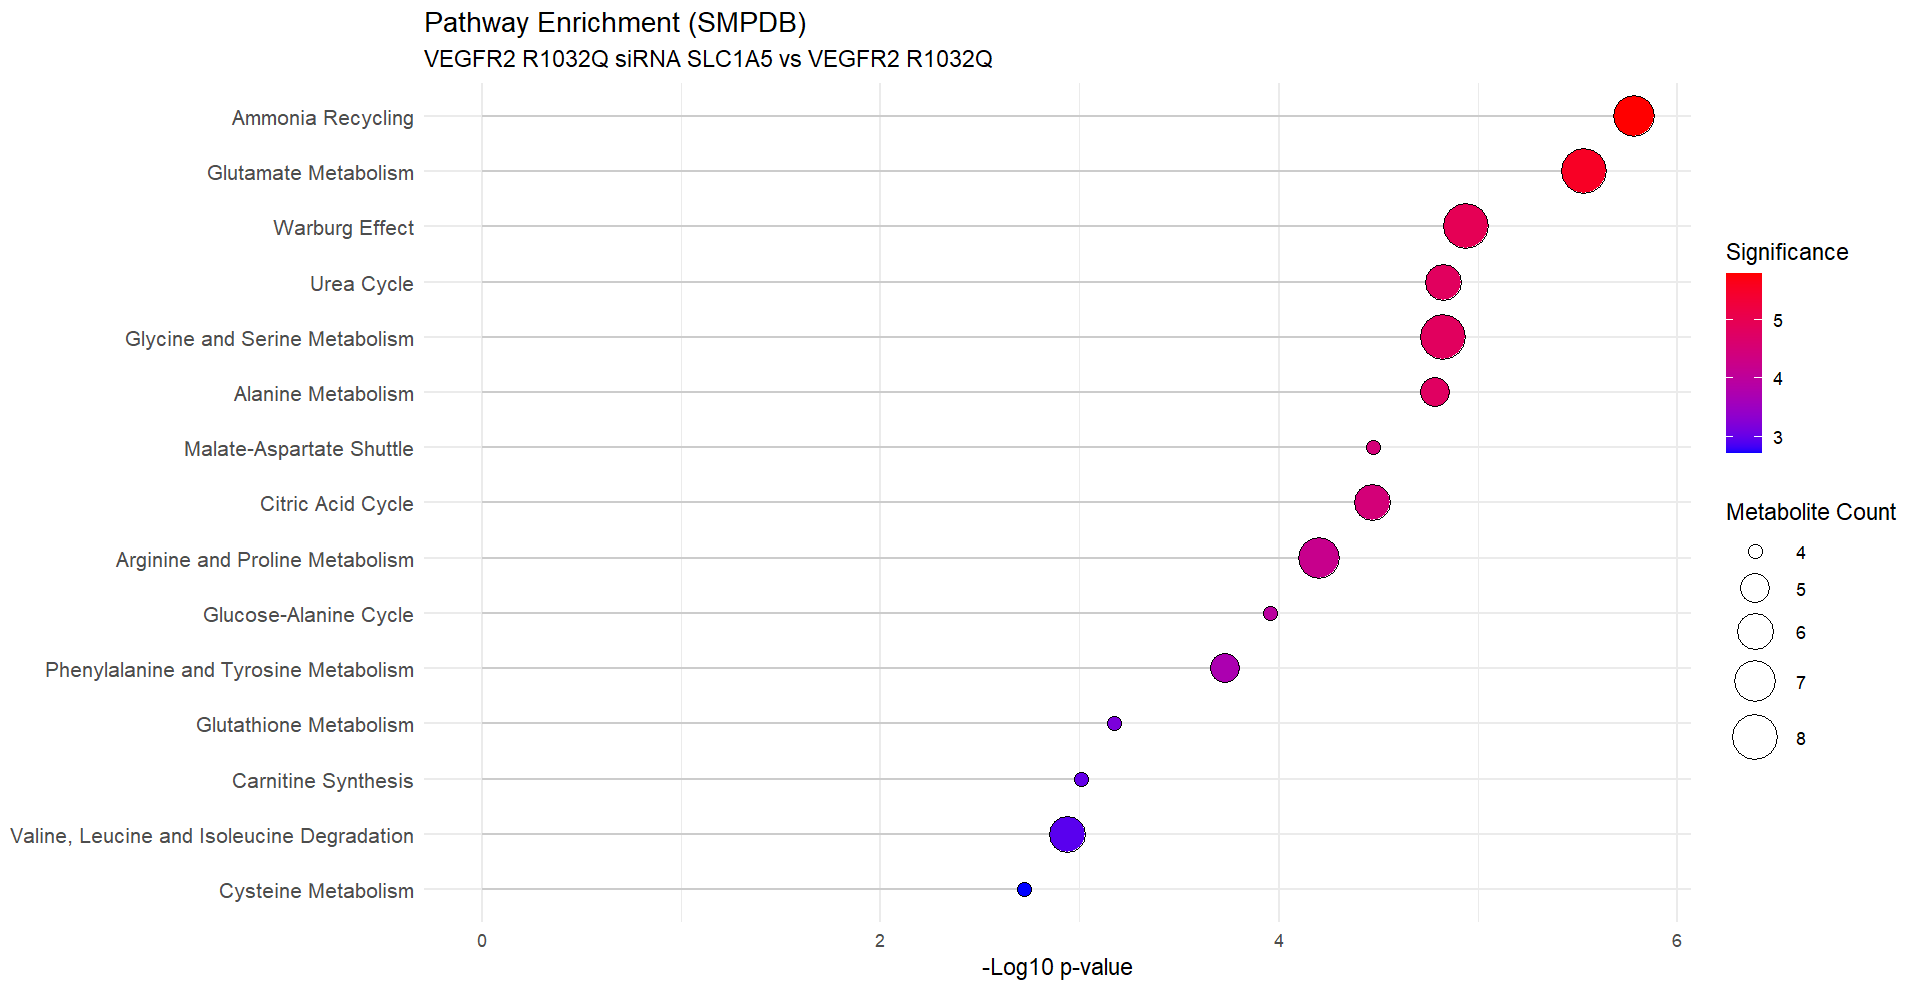 Pathway Enrichment (SMPDB)
VEGFR2 R1032Q siRNA SLC1A5 vs VEGFR2 R1032Q
Ammonia Recycling
Glutamate Metabolism
Warburg Effect
Urea Cycle
Glycine and Serine Metabolism
Alanine Metabolism
Malate-Aspartate Shuttle
Citric Acid Cycle
Arginine and Proline Metabolism
Glucose-Alanine Cycle
Phenylalanine and Tyrosine Metabolism
Glutathione Metabolism
Carnitine Synthesis
Valine, Leucine and Isoleucine Degradation
Cysteine Metabolism
0 2 4 6
-Log10 p-value
Significance
5
4
3
Metabolite Count
4
5
6
7
8